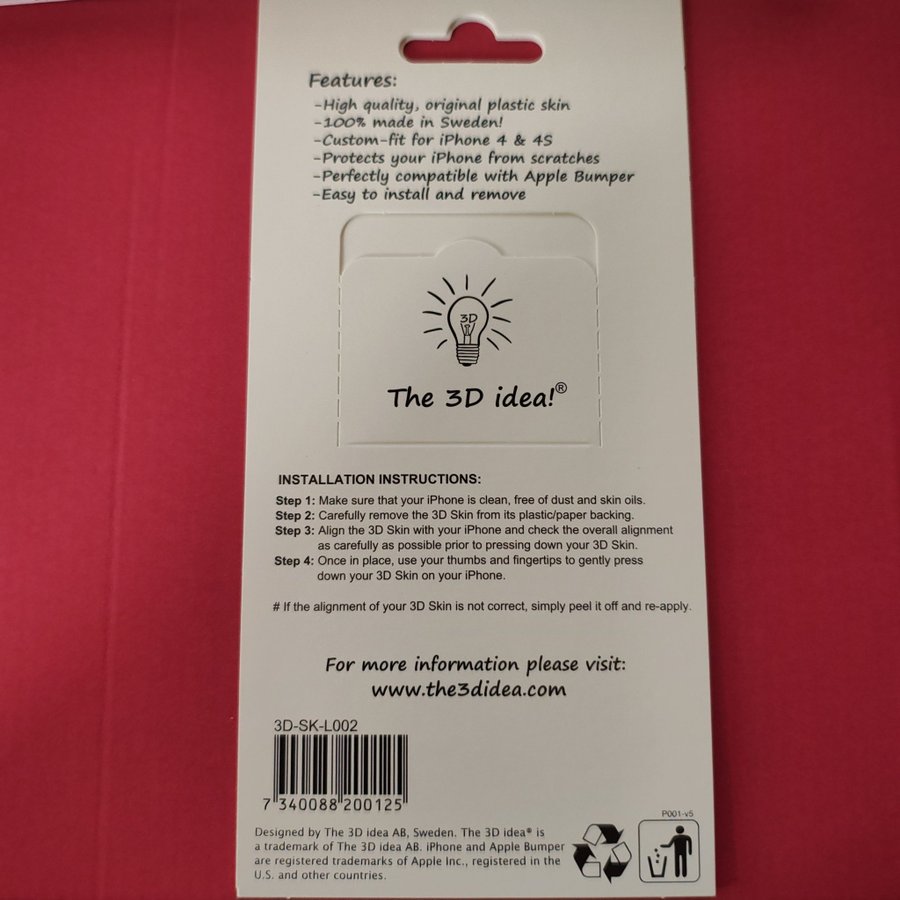 Features:
-High quality, original plastic skin
-100% made in Sweden!
-Custom-fit for iPhone 4 & 4S
-Protects your iPhone from scratches
-Perfectly compatible with Apple Bumper
-Easy to install and remove
3D
The 3D idea!®
INSTALLATION INSTRUCTIONS:
Step 1: Make sure that your iPhone is clean, free of dust and skin oils.
Step 2: Carefully remove the 3D Skin from its plastic/paper backing.
Step 3: Align the 3D Skin with your iPhone and check the overall alignment
as carefully as possible prior to pressing down your 3D Skin.
Step 4: Once in place, use your thumbs and fingertips to gently press
down your 3D Skin on your iPhone.
# If the alignment of your 3D Skin is not correct, simply peel it off and re-apply.
For more information please visit:
www.the3didea.com
3D-SK-L002
7 340088 200125
P001-v5
Designed by The 3D idea AB, Sweden. The 3D idea® is
a trademark of The 3D idea AB. iPhone and Apple Bumper
are registered trademarks of Apple Inc., registered in the
U.S. and other countries.